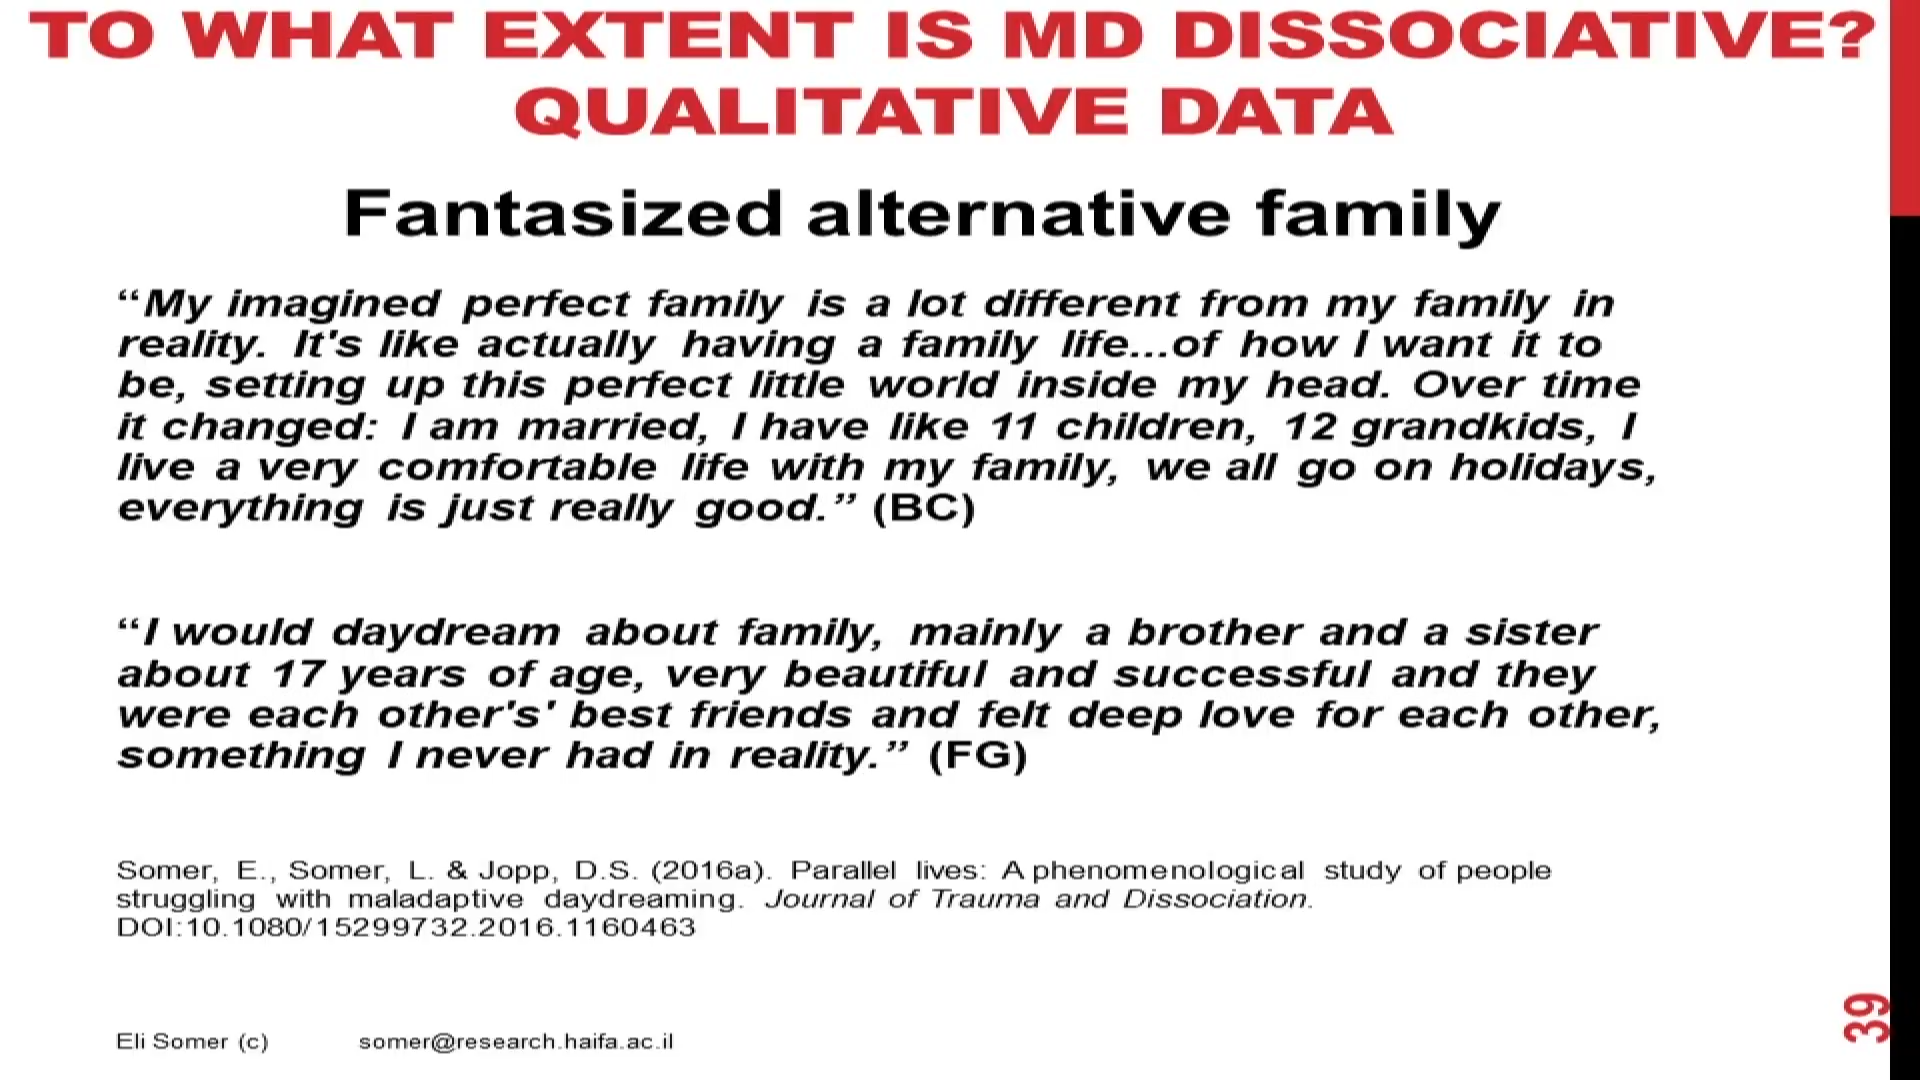 TO WHAT EXTENT IS MD DISSOCIATIVE?
QUALITATIVE DATA
Fantasized alternative family
“My imagined perfect family is a lot different from my family in
reality. It's like actually having a family life...of how I want it to
be, setting up this perfect little world inside my head. Over time
it changed: I am married, I have like 11 children, 12 grandkids, I
live a very comfortable life with my family, we all go on holidays,
everything is just really good.” (BC)
“I would daydream about family, mainly a brother and a sister
about 17 years of age, very beautiful and successful and they
were each other's' best friends and felt deep love for each other,
something I never had in reality.” (FG)
Somer, E., Somer, L. & Jopp, D.S. (2016a). Parallel lives: A phenomenological study of people
struggling with maladaptive daydreaming. Journal of Trauma and Dissociation.
DOI:10.1080/15299732.2016.1160463
Eli Somer (c) somer@research.haifa.ac.il
39